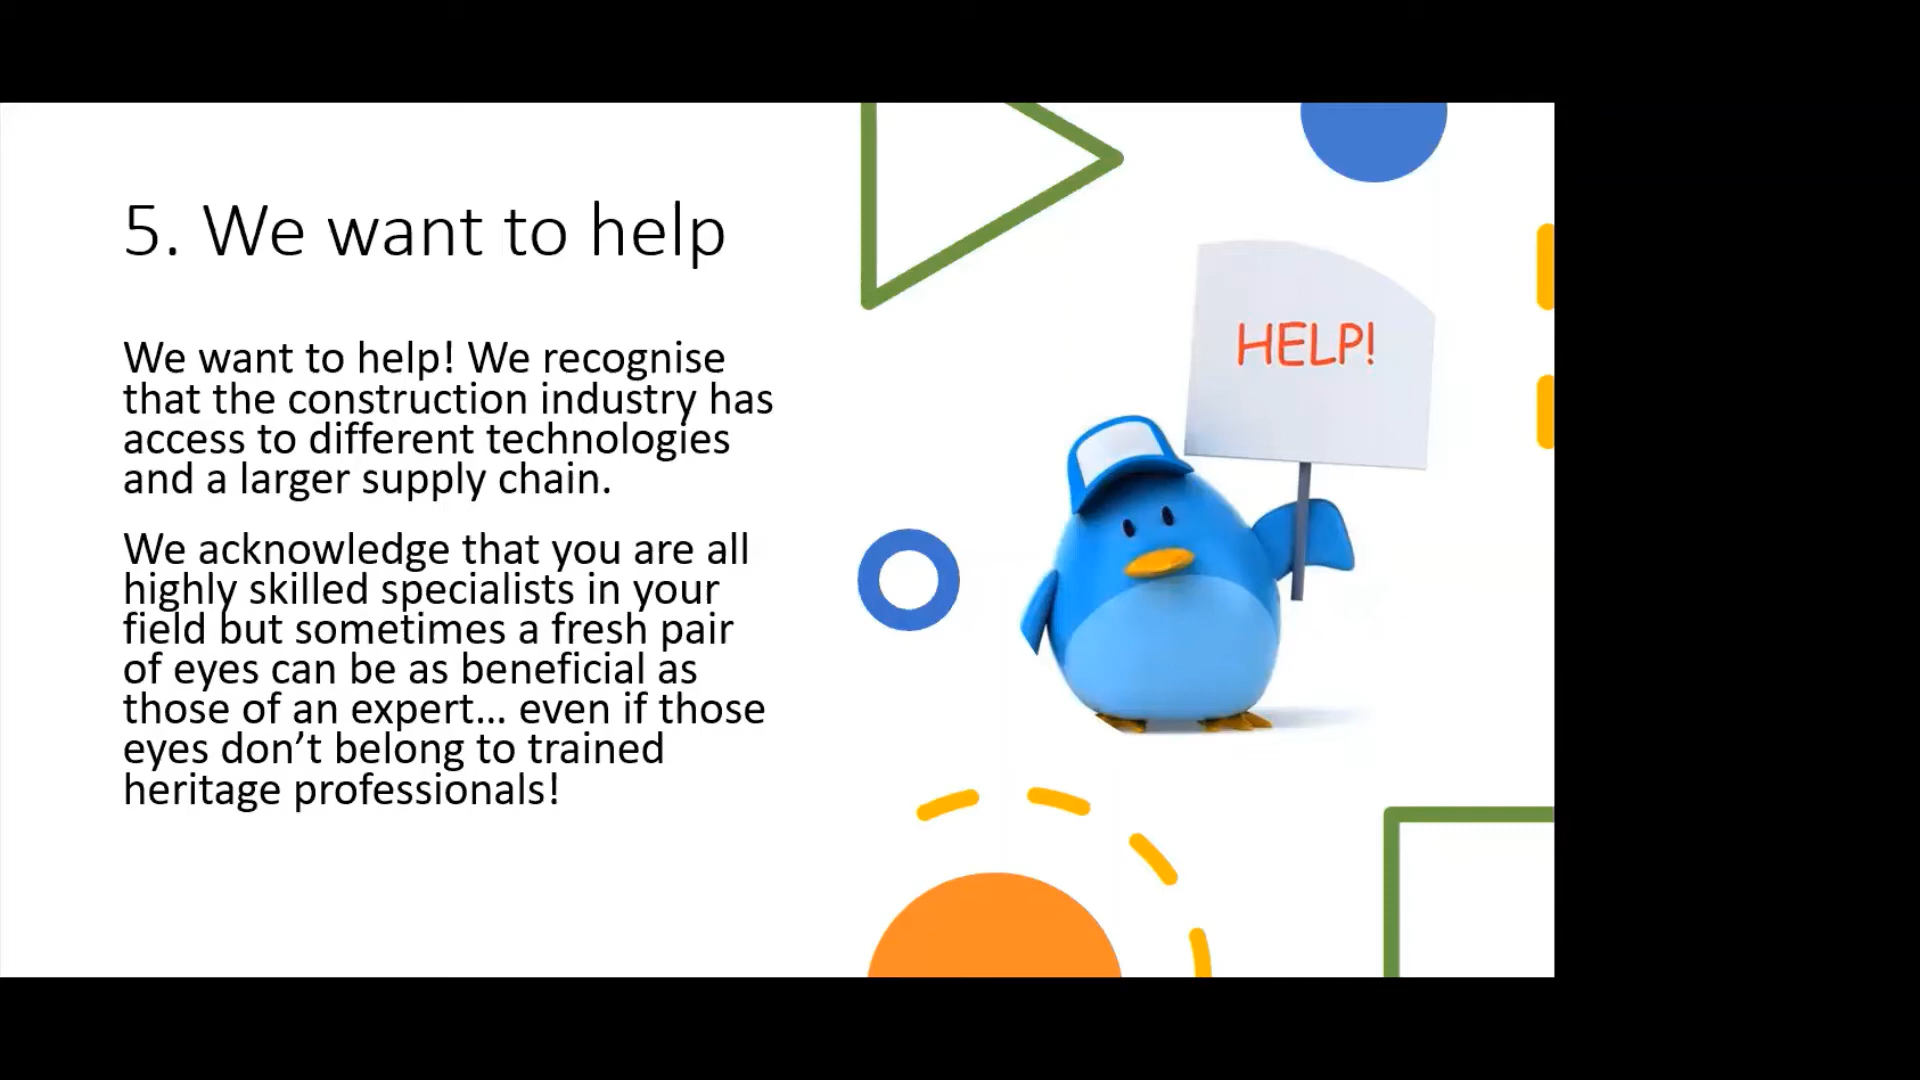 5. We want to help
We want to help! We recognise
that the construction industry has
access to different technologies
and a larger supply chain.
We acknowledge that you are all
highly skilled specialists in your
field but sometimes a fresh pair
of eyes can be as beneficial as
those of an expert… even if those
eyes don’t belong to trained
heritage professionals!
HELP!